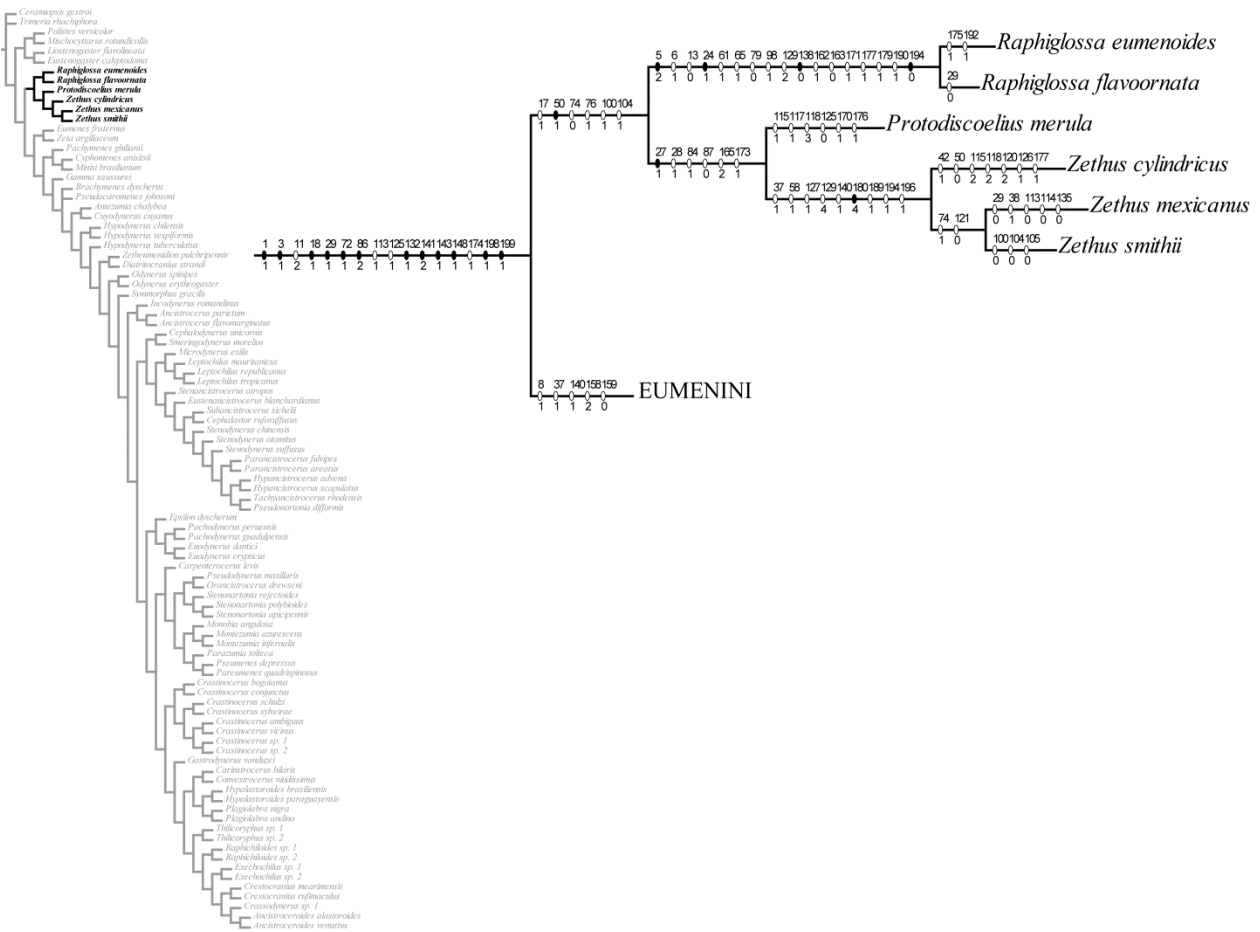 Ceramiopsis gestroi
Trimeria rhachiphora
Polistes versicolor
Mischocyttarus rotundicollis
Liostenogaster flavolineata
Eustenogaster calyptodoma
Raphiglossa eumenoides
Raphiglossa flavoornata
Protodiscoelius merula
Zethus cylindricus
Zethus mexicanus
Zethus smithii
Eumenes fraternus
Zeta argillaceum
Pachymenes ghilianii
Cyphomenes anisitsii
Minixi brasilianum
Gamma saussurei
Brachymenes dyscherus
Pseudacaromenes johnsoni
Antezumia chalybea
Cuyodynerus cuyanus
Hypodynerus chilensis
Hypodynerus vespiformis
Hypodynerus tuberculatus
Zetheumenidion pulchripennis
Diatritocranius strandi
Odynerus spinipes
Odynerus erythrogaster
Symmorphus gracilis
Incodynerus romandinus
Ancistrocerus parietum
Ancistrocerus flavomarginatus
Cephalodynerus unicornis
Smeringodynerus morelios
Microdynerus exilis
Leptochilus mauritanicus
Leptochilus republicanus
Leptochilus tropicanus
Stenancistrocerus atropos
Eustenancistrocerus blanchardianus
Subancistrocerus sichelii
Cephalastor rufosuffusus
Stenodynerus chinensis
Stenodynerus otomitus
Stenodynerus suffusus
Parancistrocerus fulvipes
Parancistrocerus areatus
Hypancistrocerus advena
Hypancistrocerus scapulatus
Tachyancistrocerus rhodensis
Pseudonortonia difformis
Epsilon dyscherum
Pachodynerus peruensis
Pachodynerus guadulpensis
Euodynerus dantici
Euodynerus crypticus
Carpenterocerus levis
Pseudodynerus maxillaris
Orancistrocerus drewseni
Stenonartonia rejectoides
Stenonartonia polybioides
Stenonartonia apicipennis
Monobia angulosa
Montezumia azurescens
Montezumia infernalis
Parazumia tolteca
Pseumenes depressus
Pareumenes quadrispinosus
Crastinocerus bogotanus
Crastinocerus conjunctus
Crastinocerus schulzi
Crastinocerus sylveirae
Crastinocerus ambiguus
Crastinocerus vicinus
Crastinocerus sp. 1
Crastinocerus sp. 2
Gastrodynerus vanduzei
Carinstrocerus hilaris
Convextrocerus nitidissimus
Hypalastoroides brasiliensis
Hypalastoroides paraguayensis
Plagiolabra nigra
Plagiolabra andina
Thilicoryphus sp. 1
Thilicoryphus sp. 2
Raphichiloides sp. 1
Raphichiloides sp. 2
Exechochilus sp. 1
Exechochilus sp. 2
Crestocranius mearimensis
Crestocranius rufimaculus
Crassodynerus sp. 1
Ancistroceroides alastoroides
Ancistroceroides venustus
1 3 11 18 29 72 86 113 125 132 141 143 148 174 198 199
1 1 2 1 1 1 2 1 1 1 2 1 1 1 1 1
17 50 74 76 100 104
1 1 0 1 1 1
5 6 13 24 61 65 79 98 129 138 162 163 171 177 179 190 194
2 1 0 1 1 1 0 1 2 0 1 0 1 1 1 1 0
175 192
1 1
Raphiglossa eumenoides
29
0
Raphiglossa flavoornata
27 28 84 87 165 173
1 1 1 0 2 1
115 117 118 125 170 176
1 1 3 0 1 1
Protodiscoelius merula
37 58 127 129 140 180 189 194 196
1 1 1 4 1 4 1 1 1
42 50 115 118 120 126 177
1 0 2 2 2 1 1
Zethus cylindricus
74 121
1 0
29 38 113 114 135
0 1 0 0 0
Zethus mexicanus
100 104 105
0 0 0
Zethus smithii
8 37 140 158 159
1 1 1 2 0
EUMENINI